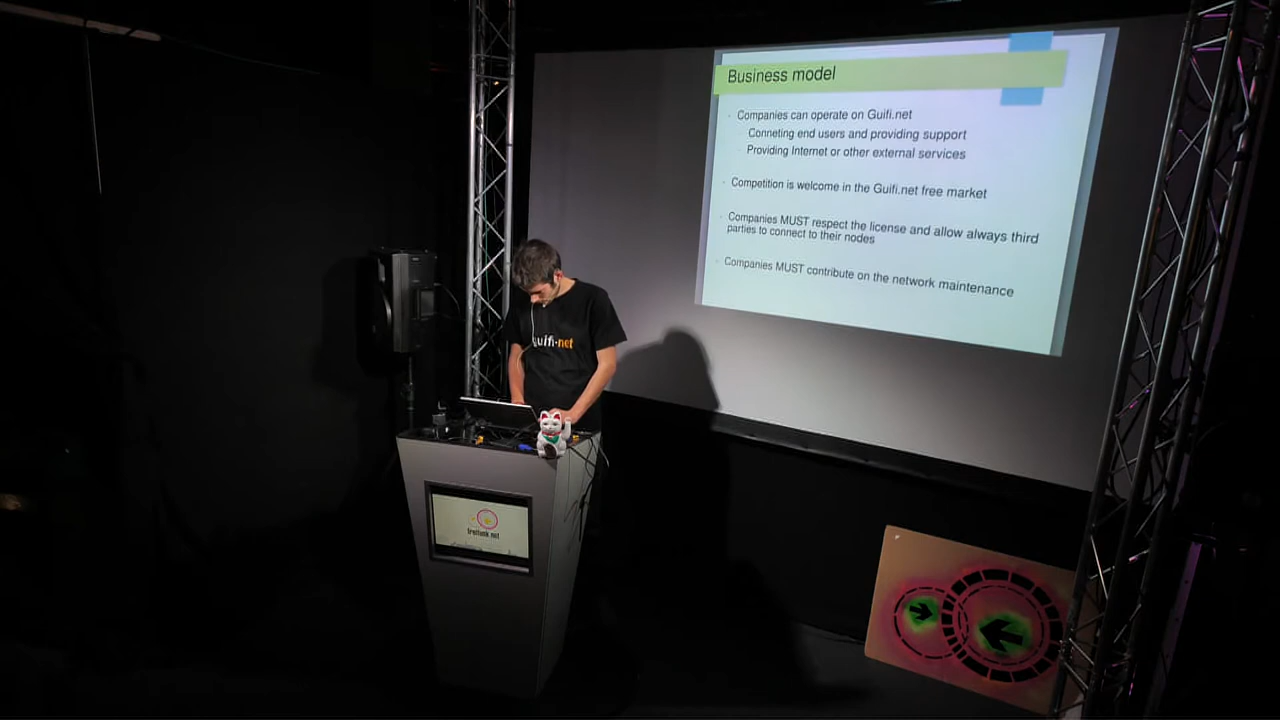 Business model
Companies can operate on Guifi.net
Conneting end users and providing support
Providing Internet or other external services
Competition is welcome in the Guifi.net free market
Companies MUST respect the license and allow always third
parties to connect to their nodes
Companies MUST contribute on the network maintenance
guifi·net
freifunk.net